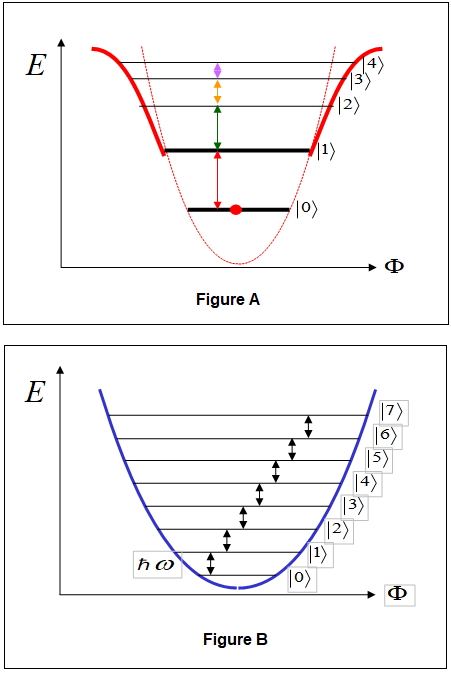 E
|4⟩
|3⟩
|2⟩
|1⟩
|0⟩
Φ
Figure A
E
|7⟩
|6⟩
|5⟩
|4⟩
|3⟩
|2⟩
|1⟩
ħω
|0⟩
Φ
Figure B